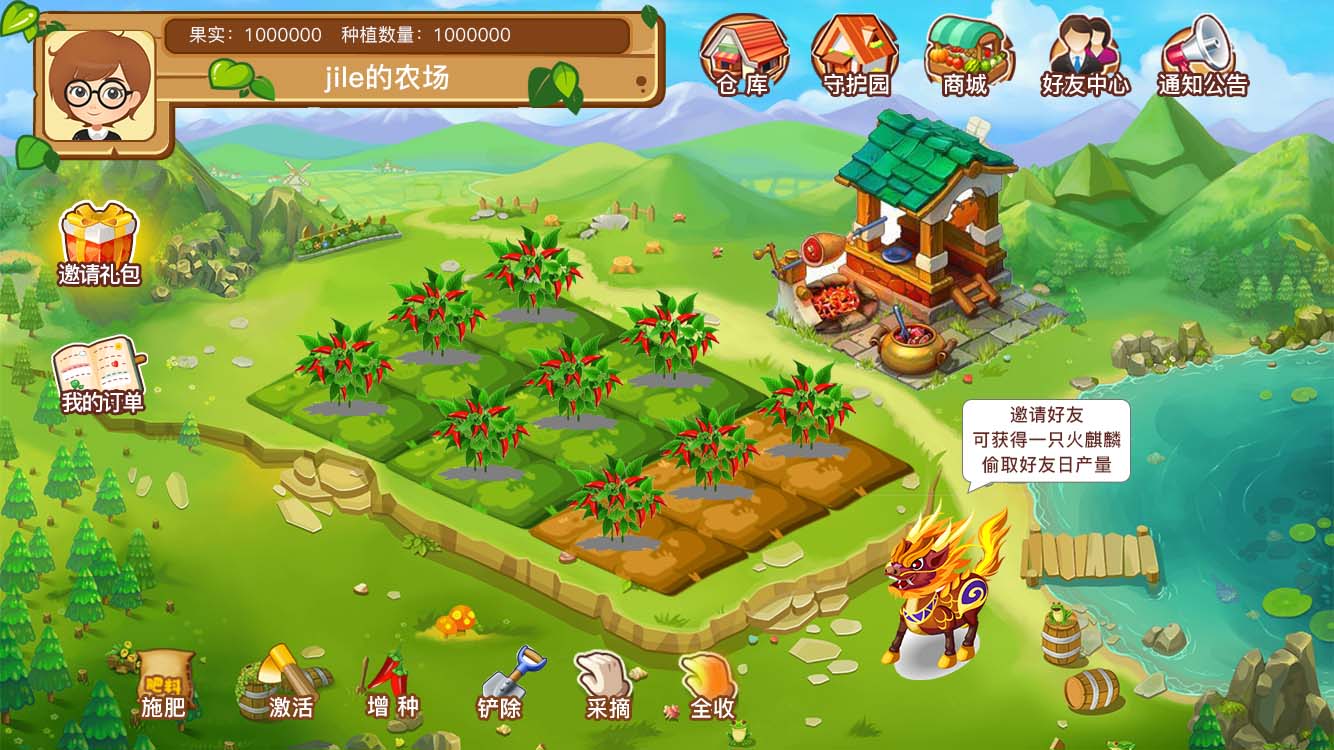 果实：1000000 种植数量：1000000
jile的农场
仓库
守护园
商城
好友中心
通知公告
邀请礼包
我的订单
邀请好友
可获得一只火麒麟
偷取好友日产量
肥料
施肥
激活
增种
铲除
采摘
全收